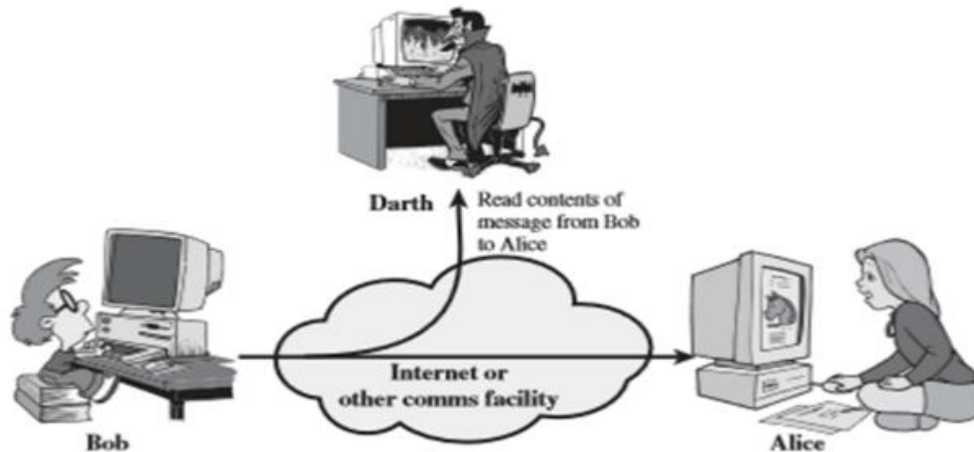 Darth
Read contents of
message from Bob
to Alice
Internet or
other comms facility
Bob
Alice